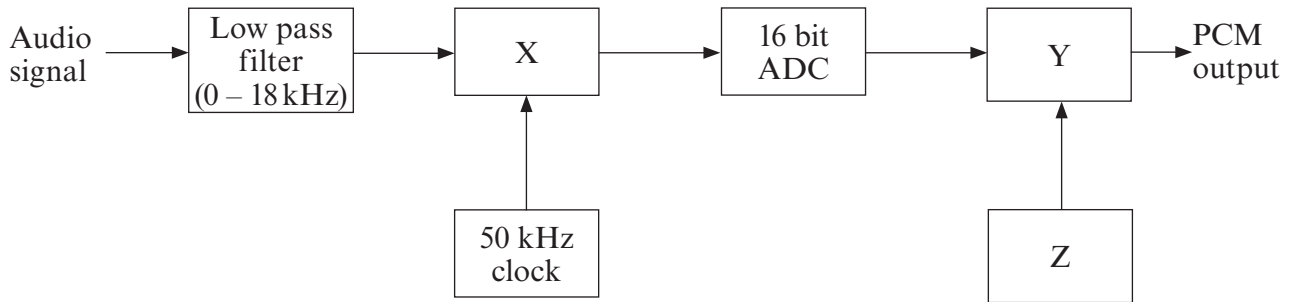 Audio
signal
Low pass
filter
(0 – 18 kHz)
X
16 bit
ADC
Y
PCM
output
50 kHz
clock
Z